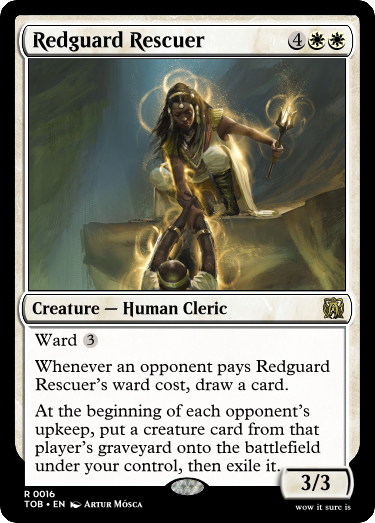 Redguard Rescuer 4
Creature — Human Cleric
Ward 3
Whenever an opponent pays Redguard
Rescuer's ward cost, draw a card.
At the beginning of each opponent's
upkeep, put a creature card from that
player's graveyard onto the battlefield
under your control, then exile it.
3/3
R 0016
TOB • EN Artur Mósca
wow it sure is